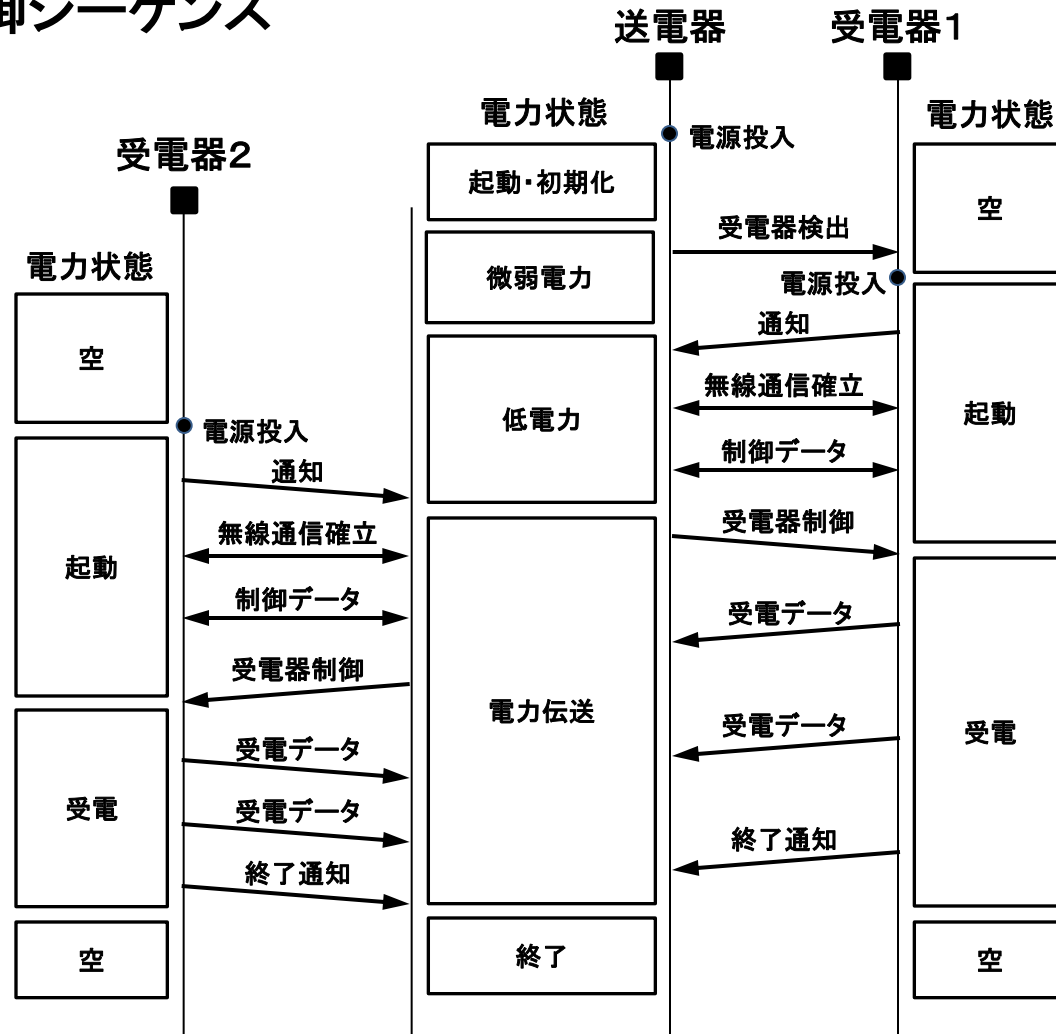 御シーケンス
送電器
受電器1
電力状態
電力状態
電源投入
受電器2
起動・初期化
空
受電器検出
電力状態
微弱電力
電源投入
通知
空
無線通信確立
低電力
起動
電源投入
制御データ
通知
受電器制御
無線通信確立
起動
制御データ
受電データ
受電器制御
電力伝送
受電データ
受電
受電データ
受電
受電データ
終了通知
終了通知
空
終了
空